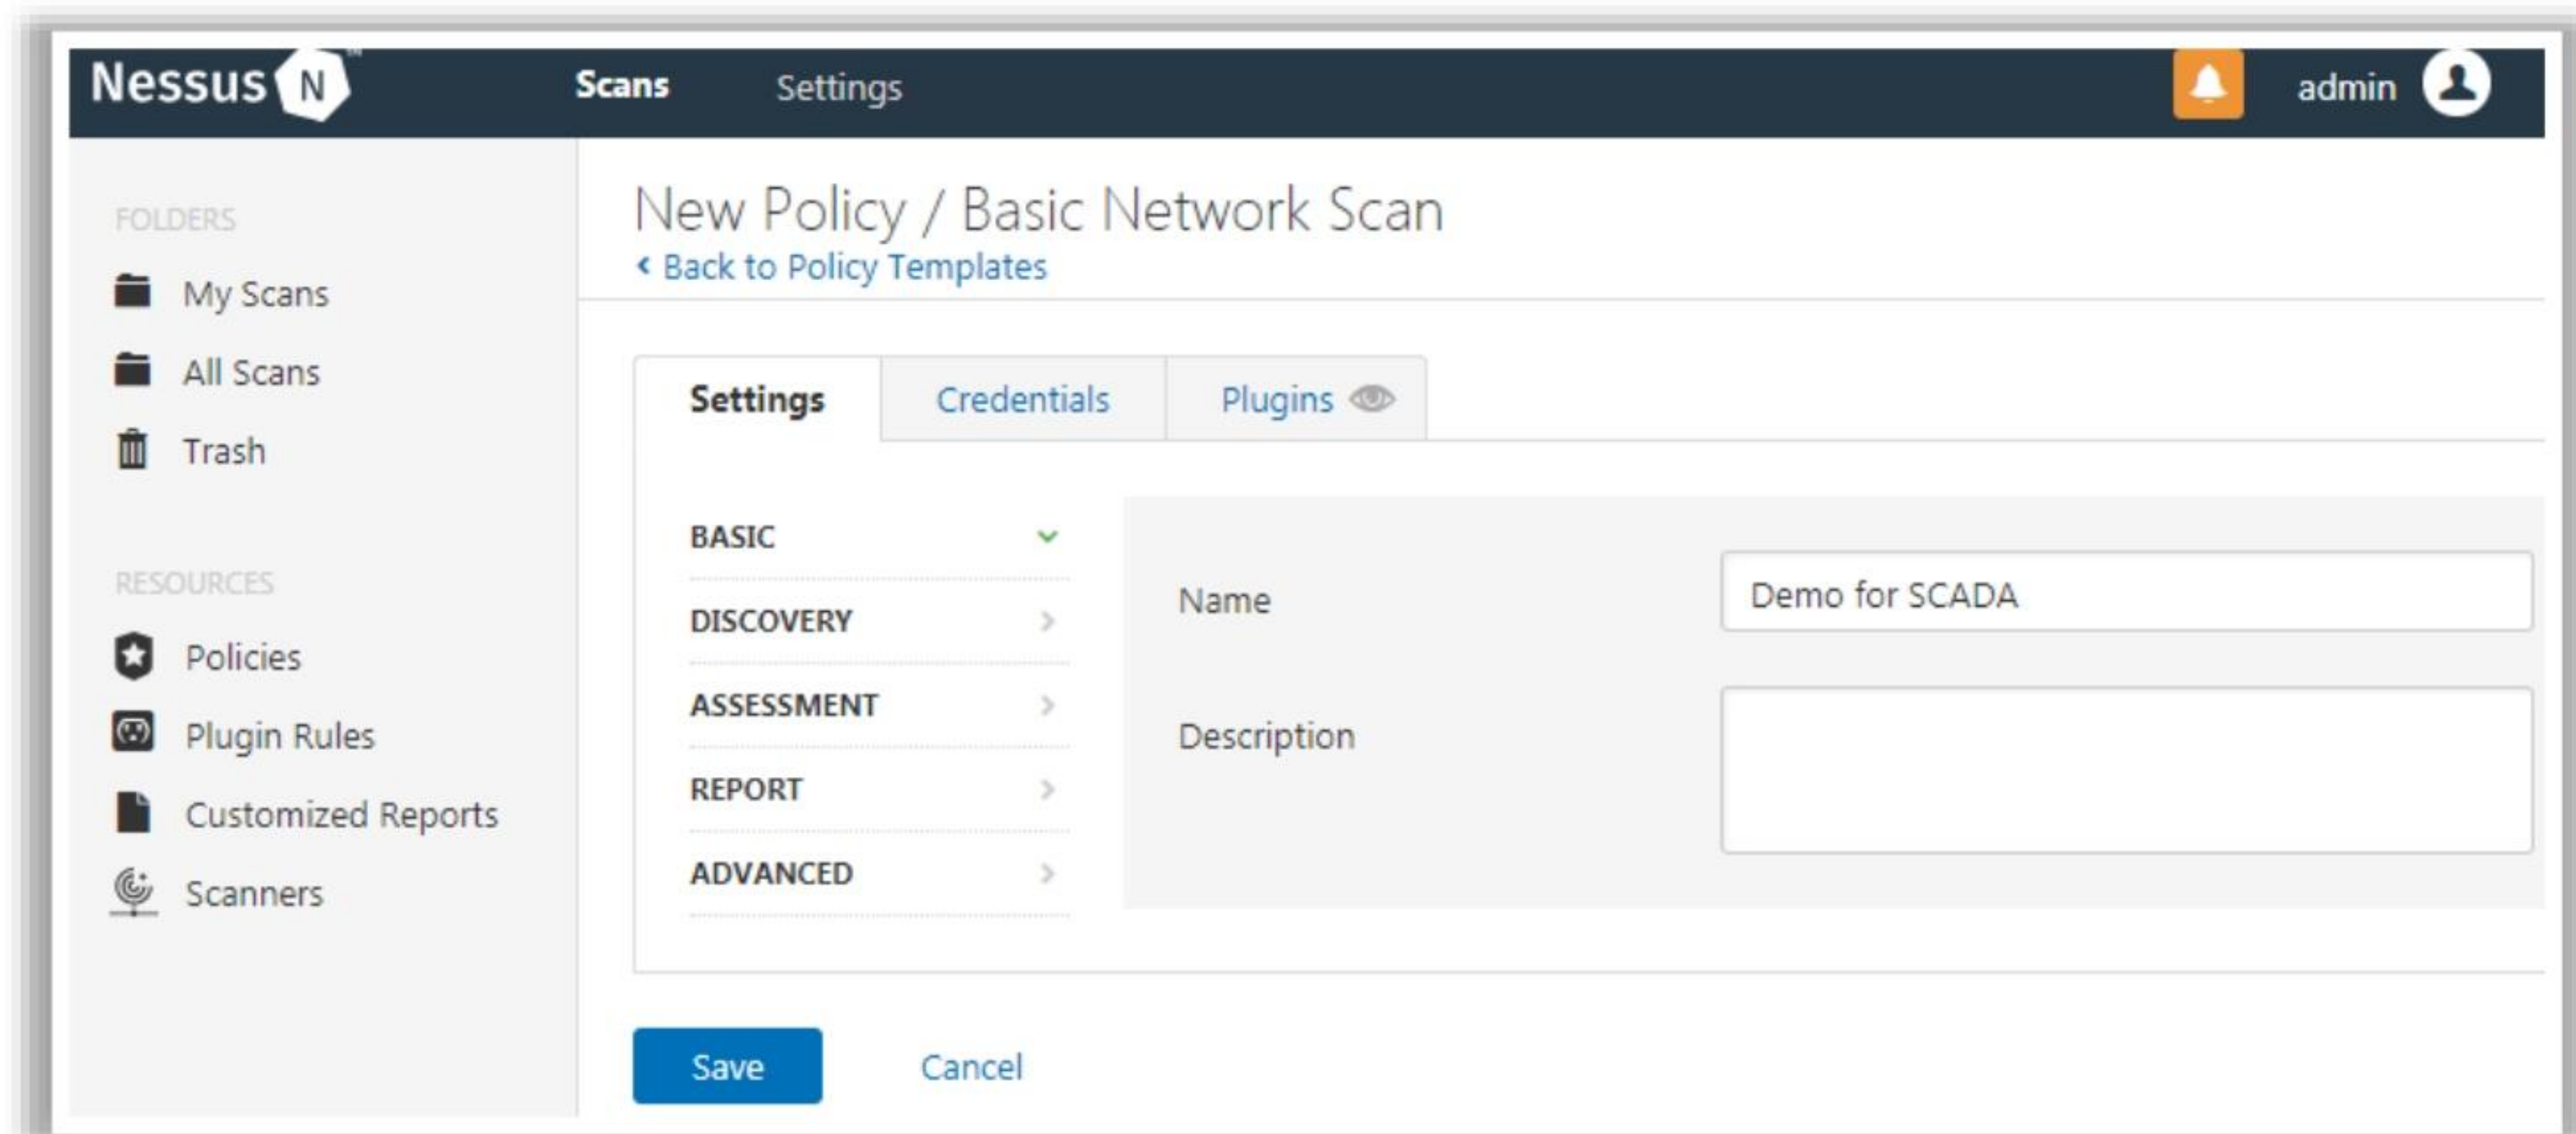 Nessus N
Scans Settings admin
FOLDERS
My Scans
All Scans
Trash
RESOURCES
Policies
Plugin Rules
Customized Reports
Scanners
New Policy / Basic Network Scan
Back to Policy Templates
Settings Credentials Plugins
BASIC
DISCOVERY
ASSESSMENT
REPORT
ADVANCED
Name Demo for SCADA
Description
Save Cancel